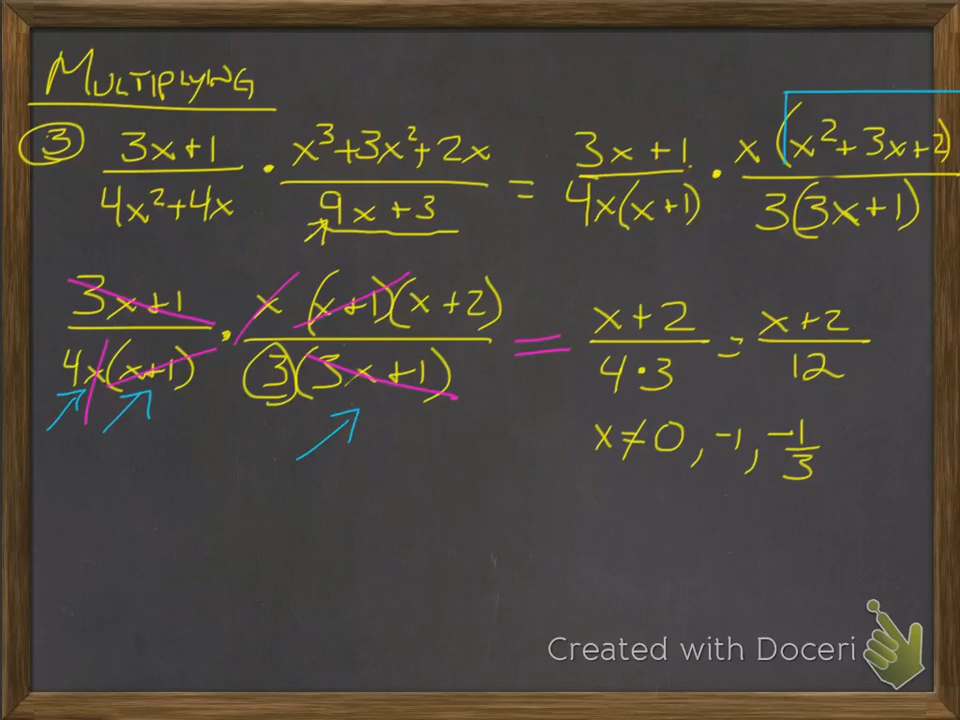 MULTIPLYING
③ (3x+1)/(4x²+4x) · (x³+3x²+2x)/(9x+3) = (3x+1)/(4x(x+1)) · (x(x²+3x+2))/(3(3x+1))
(3x+1)/(4x(x+1)) · (x(x+1)(x+2))/(3(3x+1)) = (x+2)/(4·3) = (x+2)/12
x≠0, -1, -1/3
Created with Doceri